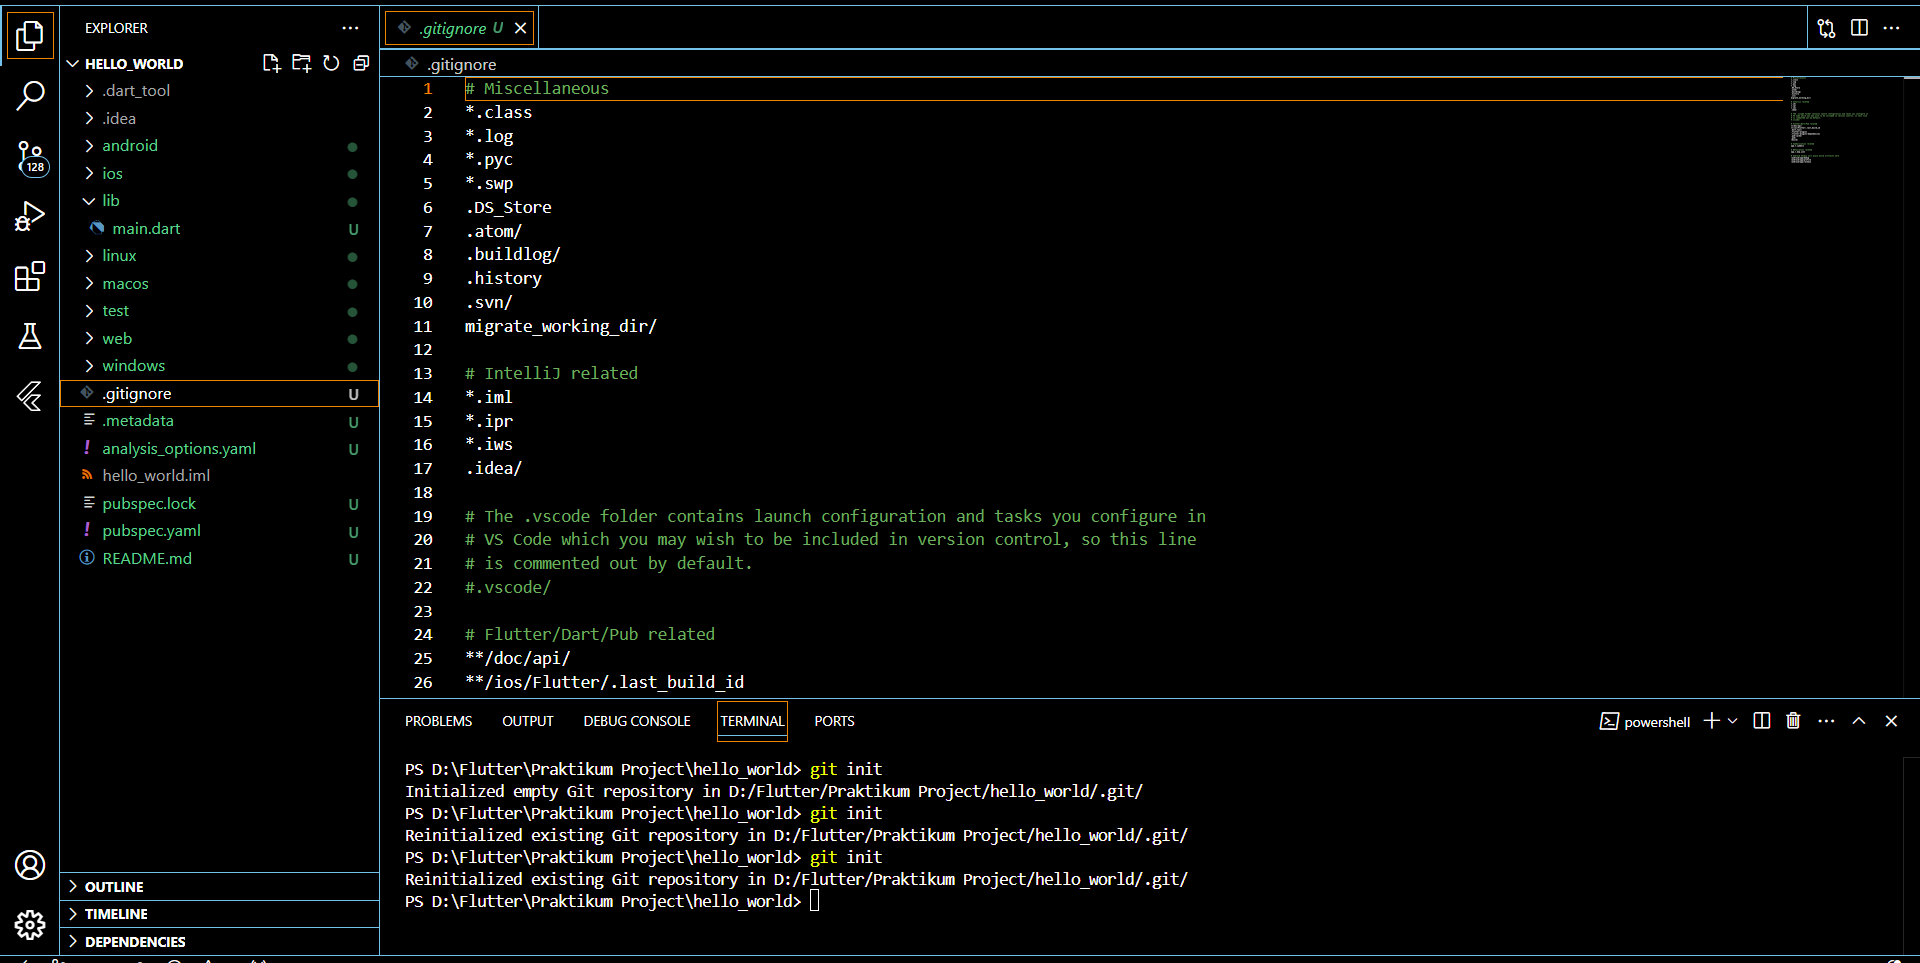 EXPLORER
HELLO_WORLD
.dart_tool
.idea
android
ios
lib
main.dart U
linux
macos
test
web
windows
.gitignore U
.metadata U
analysis_options.yaml U
hello_world.iml
pubspec.lock U
pubspec.yaml U
README.md U
OUTLINE
TIMELINE
DEPENDENCIES
128
.gitignore U
.gitignore
1 # Miscellaneous
2 *.class
3 *.log
4 *.pyc
5 *.swp
6 .DS_Store
7 .atom/
8 .buildlog/
9 .history
10 .svn/
11 migrate_working_dir/
12
13 # IntelliJ related
14 *.iml
15 *.ipr
16 *.iws
17 .idea/
18
19 # The .vscode folder contains launch configuration and tasks you configure in
20 # VS Code which you may wish to be included in version control, so this line
21 # is commented out by default.
22 #.vscode/
23
24 # Flutter/Dart/Pub related
25 **/doc/api/
26 **/ios/Flutter/.last_build_id
PROBLEMS OUTPUT DEBUG CONSOLE TERMINAL PORTS
powershell
PS D:\Flutter\Praktikum Project\hello_world> git init
Initialized empty Git repository in D:/Flutter/Praktikum Project/hello_world/.git/
PS D:\Flutter\Praktikum Project\hello_world> git init
Reinitialized existing Git repository in D:/Flutter/Praktikum Project/hello_world/.git/
PS D:\Flutter\Praktikum Project\hello_world> git init
Reinitialized existing Git repository in D:/Flutter/Praktikum Project/hello_world/.git/
PS D:\Flutter\Praktikum Project\hello_world>